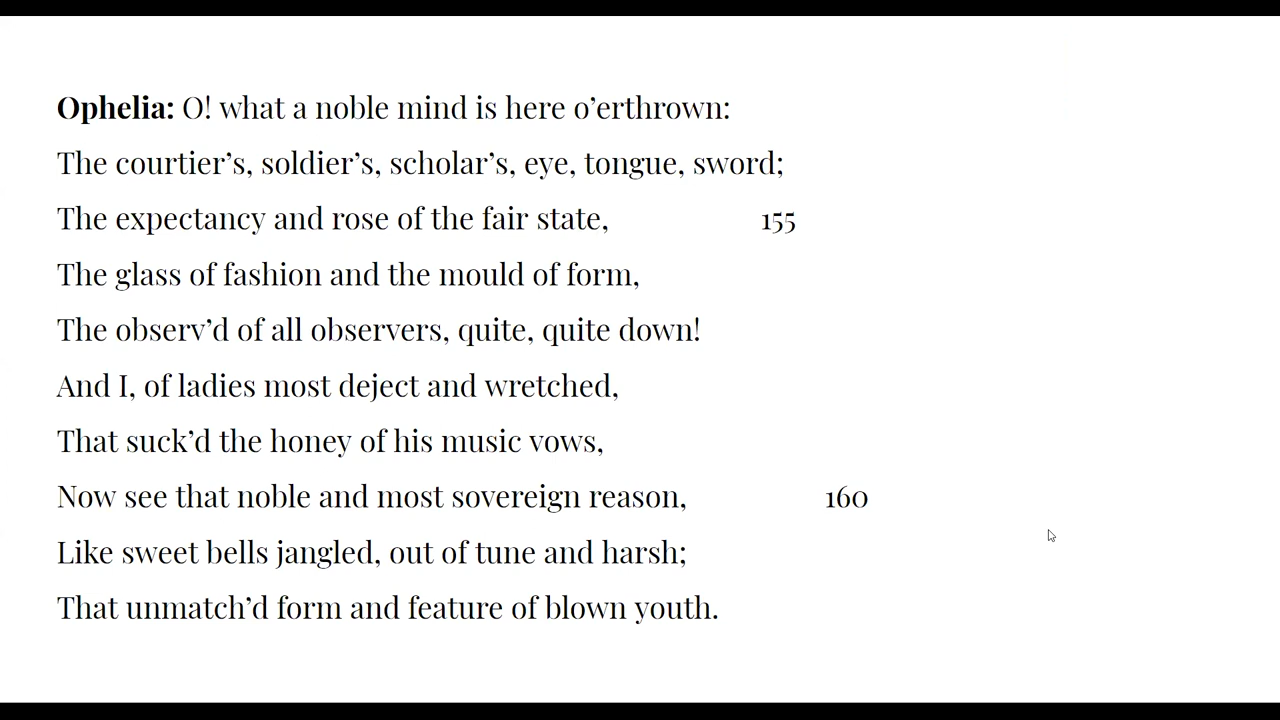 Ophelia: O! what a noble mind is here o’erthrown:
The courtier’s, soldier’s, scholar’s, eye, tongue, sword;
The expectancy and rose of the fair state, 155
The glass of fashion and the mould of form,
The observ’d of all observers, quite, quite down!
And I, of ladies most deject and wretched,
That suck’d the honey of his music vows,
Now see that noble and most sovereign reason, 160
Like sweet bells jangled, out of tune and harsh;
That unmatch’d form and feature of blown youth.